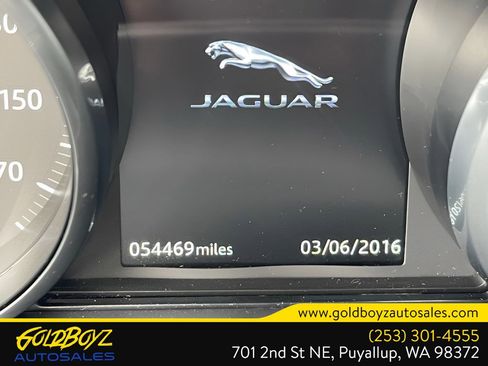 150
70
JAGUAR
054469miles 03/06/2016
www.goldboyzautosales.com
(253) 301-4555
701 2nd St NE, Puyallup, WA 98372
GOLDBOYZ
AUTOSALES